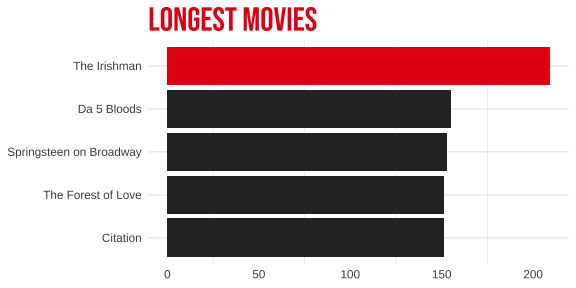 LONGEST MOVIES
The Irishman
Da 5 Bloods
Springsteen on Broadway
The Forest of Love
Citation
0 50 100 150 200